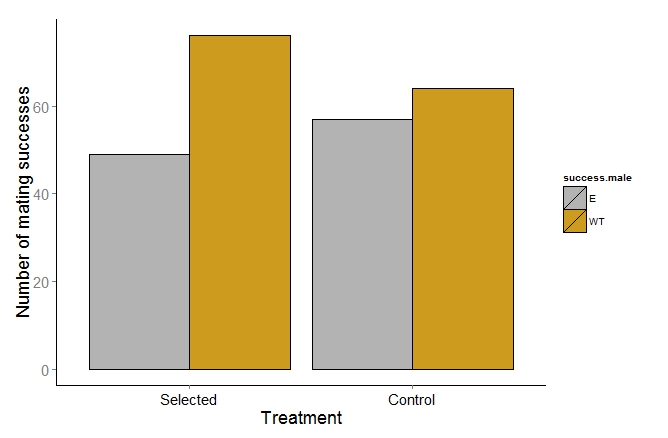 Number of mating successes
60
40
20
0
Selected
Control
Treatment
success.male
E
WT